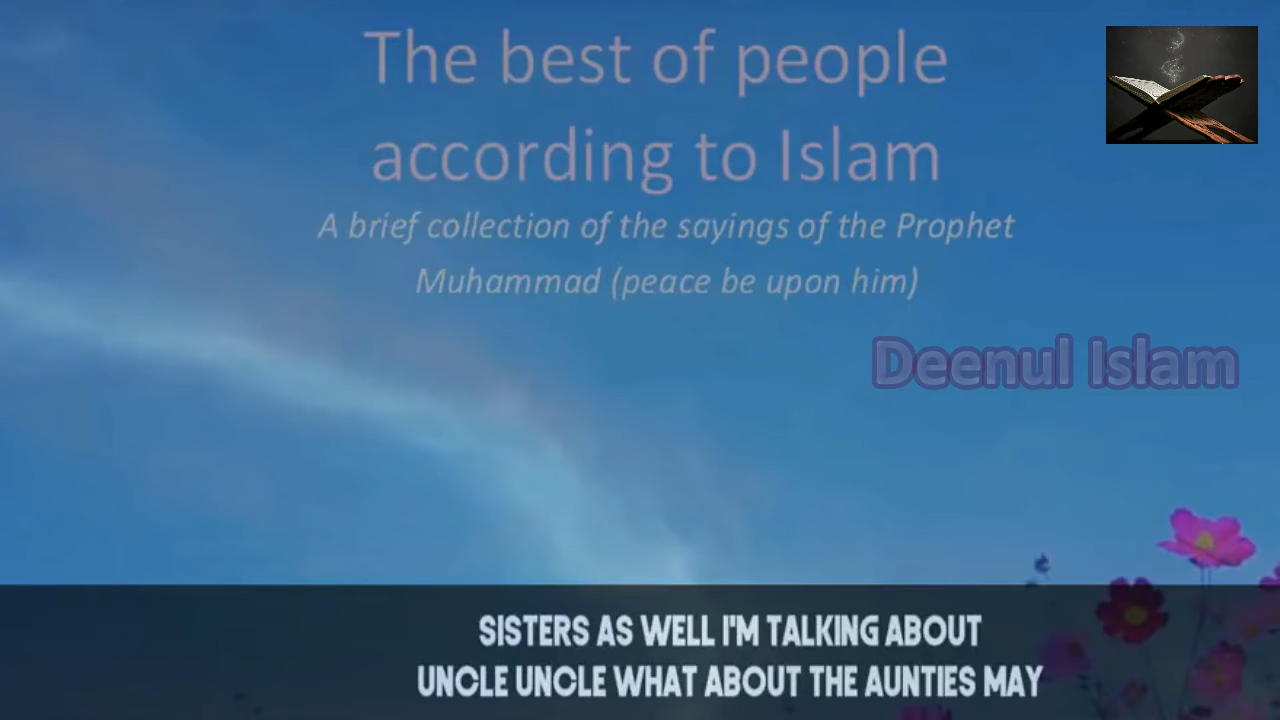 The best of people
according to Islam
A brief collection of the sayings of the Prophet
Muhammad (peace be upon him)
Deenul Islam
SISTERS AS WELL I'M TALKING ABOUT
UNCLE UNCLE WHAT ABOUT THE AUNTIES MAY